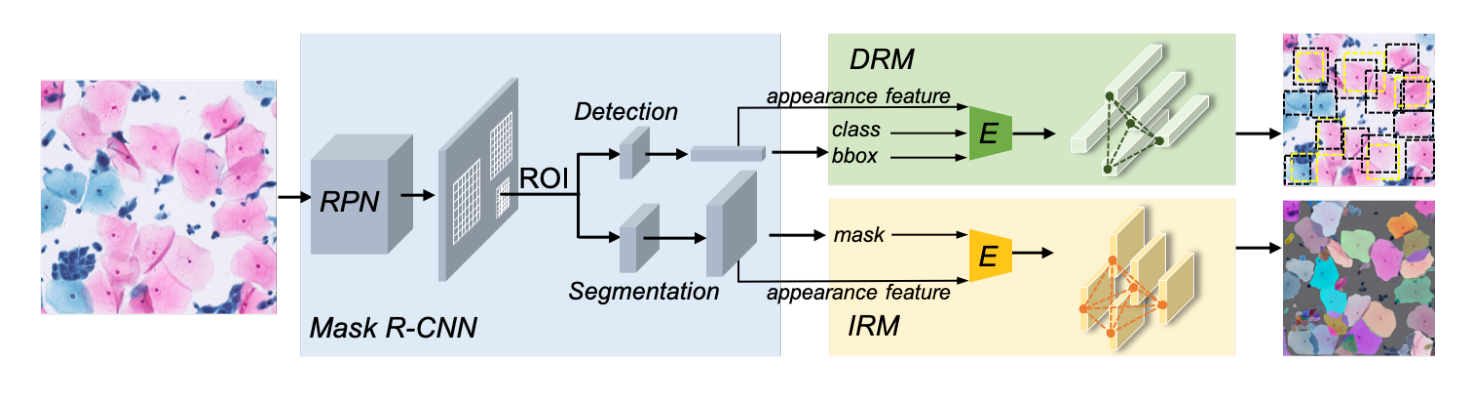 RPN
Mask R-CNN
ROI
Detection
Segmentation
DRM
appearance feature
class
bbox
E
mask
E
appearance feature
IRM